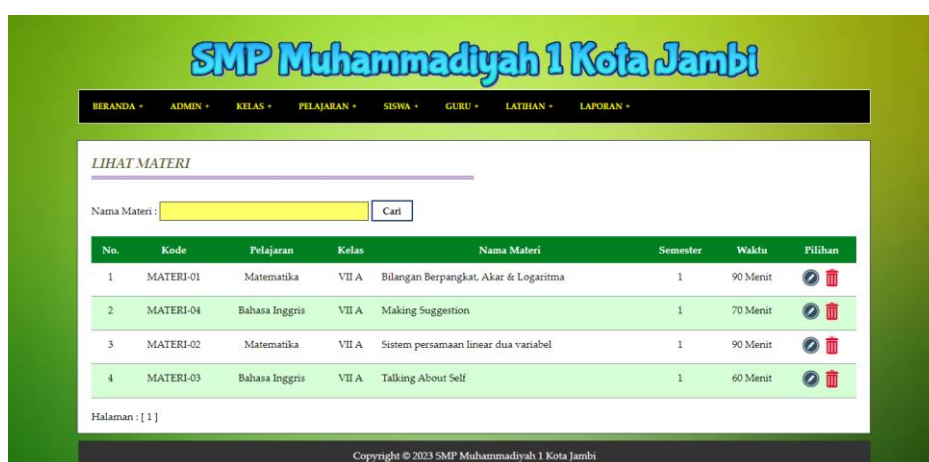 SMP Muhammadiyah 1 Kota Jambi
BERANDA + ADMIN + KELAS + PELAJARAN + SISWA + GURU + LATIHAN + LAPORAN +
LIHAT MATERI
Nama Materi : Cari
No. Kode Pelajaran Kelas Nama Materi Semester Waktu Pilihan
1 MATERI-01 Matematika VII A Bilangan Berpangkat, Akar & Logaritma 1 90 Menit
2 MATERI-04 Bahasa Inggris VII A Making Suggestion 1 70 Menit
3 MATERI-02 Matematika VII A Sistem persamaan linear dua variabel 1 90 Menit
4 MATERI-03 Bahasa Inggris VII A Talking About Self 1 60 Menit
Halaman : [ 1 ]
Copyright © 2023 SMP Muhammadiyah 1 Kota Jambi